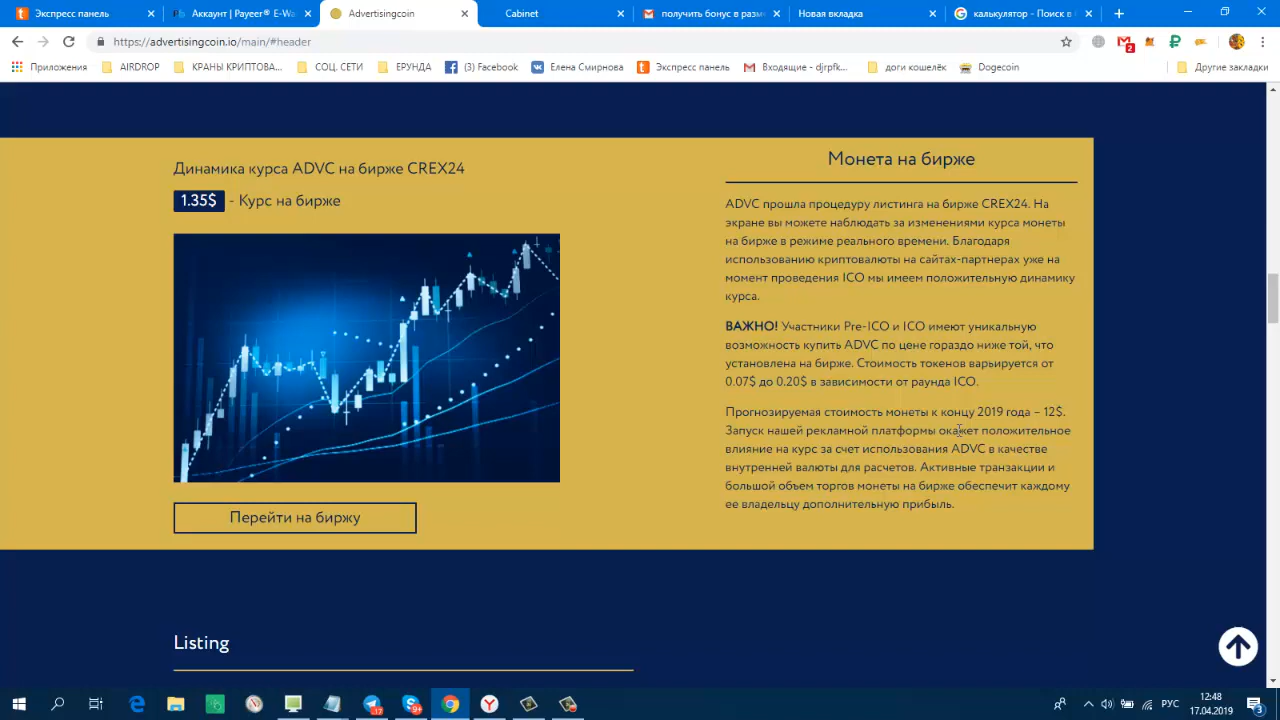 Экспресс панель
Аккаунт | Payeer® E-Wa
Advertisingcoin
Cabinet
получить бонус в разм
Новая вкладка
калькулятор - Поиск в
https://advertisingcoin.io/main/#header
2
Приложения
AIRDROP
КРАНЫ КРИПТОВА...
СОЦ. СЕТИ
ЕРУНДА
(3) Facebook
Елена Смирнова
Экспресс панель
Входящие - djrpfk...
доги кошелёк
Dogecoin
Другие закладки
Динамика курса ADVC на бирже CREX24
1.35$ - Курс на бирже
Перейти на биржу
Монета на бирже
ADVC прошла процедуру листинга на бирже CREX24. На
экране вы можете наблюдать за изменениями курса монеты
на бирже в режиме реального времени. Благодаря
использованию криптовалюты на сайтах-партнерах уже на
момент проведения ICO мы имеем положительную динамику
курса.
ВАЖНО! Участники Pre-ICO и ICO имеют уникальную
возможность купить ADVC по цене гораздо ниже той, что
установлена на бирже. Стоимость токенов варьируется от
0.07$ до 0.20$ в зависимости от раунда ICO.
Прогнозируемая стоимость монеты к концу 2019 года – 12$.
Запуск нашей рекламной платформы окажет положительное
влияние на курс за счет использования ADVC в качестве
внутренней валюты для расчетов. Активные транзакции и
большой объем торгов монеты на бирже обеспечит каждому
ее владельцу дополнительную прибыль.
Listing
РУС
12:48
17.04.2019